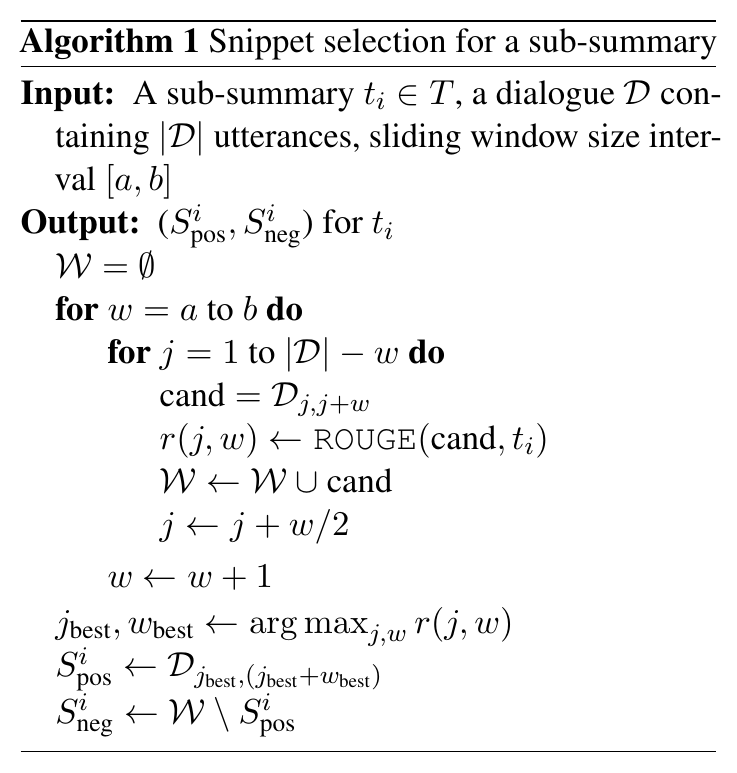 Algorithm 1 Snippet selection for a sub-summary
Input: A sub-summary $t_i \in T$, a dialogue $\mathcal{D}$ con-
taining $|\mathcal{D}|$ utterances, sliding window size inter-
val $[a, b]$
Output: $(S^i_{\text{pos}}, S^i_{\text{neg}})$ for $t_i$
$\mathcal{W} = \emptyset$
for $w = a$ to $b$ do
for $j = 1$ to $|\mathcal{D}| - w$ do
cand $= \mathcal{D}_{j,j+w}$
$r(j, w) \leftarrow \texttt{ROUGE}(\text{cand}, t_i)$
$\mathcal{W} \leftarrow \mathcal{W} \cup \text{cand}$
$j \leftarrow j + w/2$
$w \leftarrow w + 1$
$j_{\text{best}}, w_{\text{best}} \leftarrow \arg\max_{j,w} r(j, w)$
$S^i_{\text{pos}} \leftarrow \mathcal{D}_{j_{\text{best}},(j_{\text{best}}+w_{\text{best}})}$
$S^i_{\text{neg}} \leftarrow \mathcal{W} \setminus S^i_{\text{pos}}$